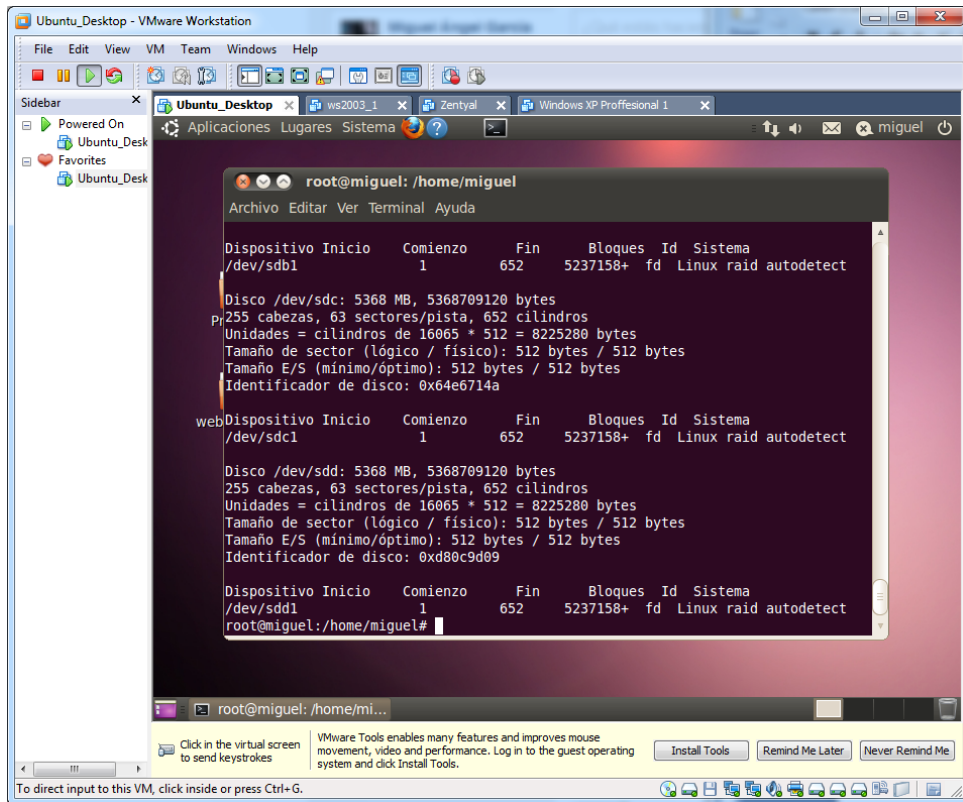 Ubuntu_Desktop - VMware Workstation
File Edit View VM Team Windows Help
Sidebar
Powered On
Ubuntu_Desk
Favorites
Ubuntu_Desk
Ubuntu_Desktop ws2003_1 Zentyal Windows XP Proffesional 1
Aplicaciones Lugares Sistema miguel
root@miguel: /home/miguel
Archivo Editar Ver Terminal Ayuda
Dispositivo Inicio Comienzo Fin Bloques Id Sistema
/dev/sdb1 1 652 5237158+ fd Linux raid autodetect
Disco /dev/sdc: 5368 MB, 5368709120 bytes
255 cabezas, 63 sectores/pista, 652 cilindros
Unidades = cilindros de 16065 * 512 = 8225280 bytes
Tamaño de sector (lógico / físico): 512 bytes / 512 bytes
Tamaño E/S (mínimo/óptimo): 512 bytes / 512 bytes
Identificador de disco: 0x64e6714a
Pr
web
Dispositivo Inicio Comienzo Fin Bloques Id Sistema
/dev/sdc1 1 652 5237158+ fd Linux raid autodetect
Disco /dev/sdd: 5368 MB, 5368709120 bytes
255 cabezas, 63 sectores/pista, 652 cilindros
Unidades = cilindros de 16065 * 512 = 8225280 bytes
Tamaño de sector (lógico / físico): 512 bytes / 512 bytes
Tamaño E/S (mínimo/óptimo): 512 bytes / 512 bytes
Identificador de disco: 0xd80c9d09
Dispositivo Inicio Comienzo Fin Bloques Id Sistema
/dev/sdd1 1 652 5237158+ fd Linux raid autodetect
root@miguel:/home/miguel#
root@miguel: /home/mi...
Click in the virtual screen
to send keystrokes
VMware Tools enables many features and improves mouse
movement, video and performance. Log in to the guest operating
system and click Install Tools.
Install Tools Remind Me Later Never Remind Me
To direct input to this VM, click inside or press Ctrl+G.